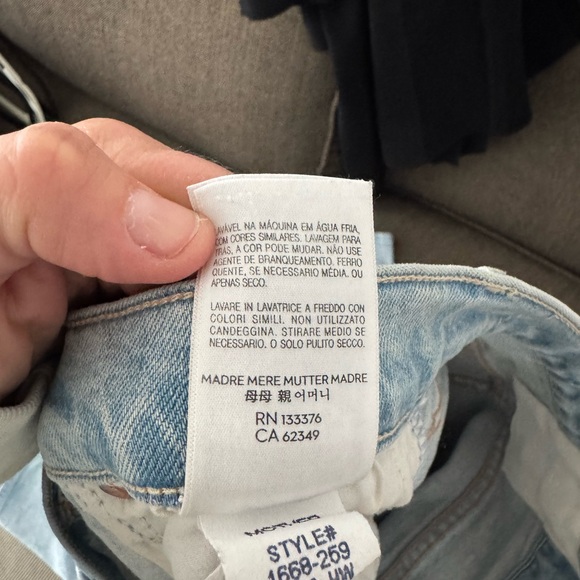 LAVÁVEL NA MÁQUINA EM ÁGUA FRIA,
COM CORES SIMILARES. LAVAGEM PARA
TRÁS, A COR PODE MUDAR. NÃO USE
AGENTE DE BRANQUEAMENTO. FERRO
QUENTE, SE NECESSARIO MÉDIA. OU
APENAS SECO.
LAVARE IN LAVATRICE A FREDDO CON
COLORI SIMILI. NON UTILIZZATO
CANDEGGINA. STIRARE MEDIO SE
NECESSARIO. O SOLO PULITO SECCO.
MADRE MERE MUTTER MADRE
母母 親 어머니
RN 133376
CA 62349
MOTHER
STYLE#
1668-259